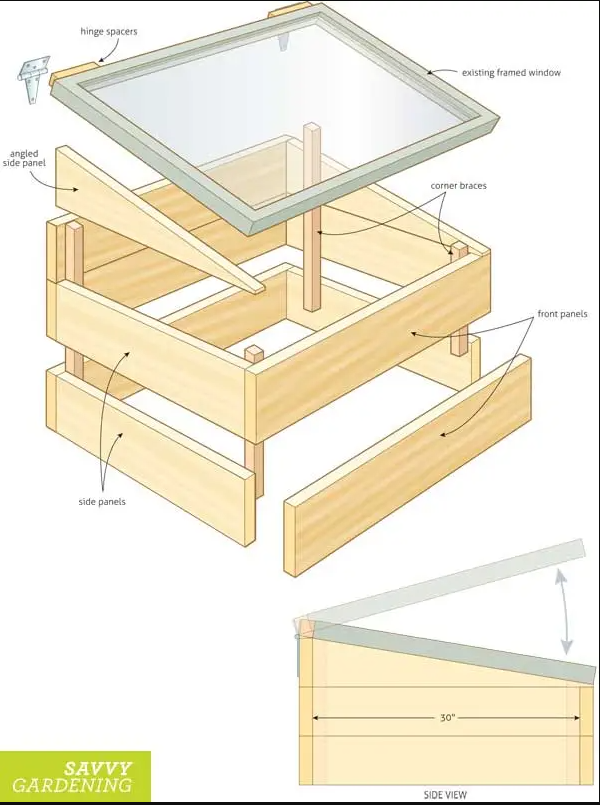 hinge spacers
existing framed window
angled
side panel
corner braces
front panels
side panels
30"
SAVVY
GARDENING
SIDE VIEW